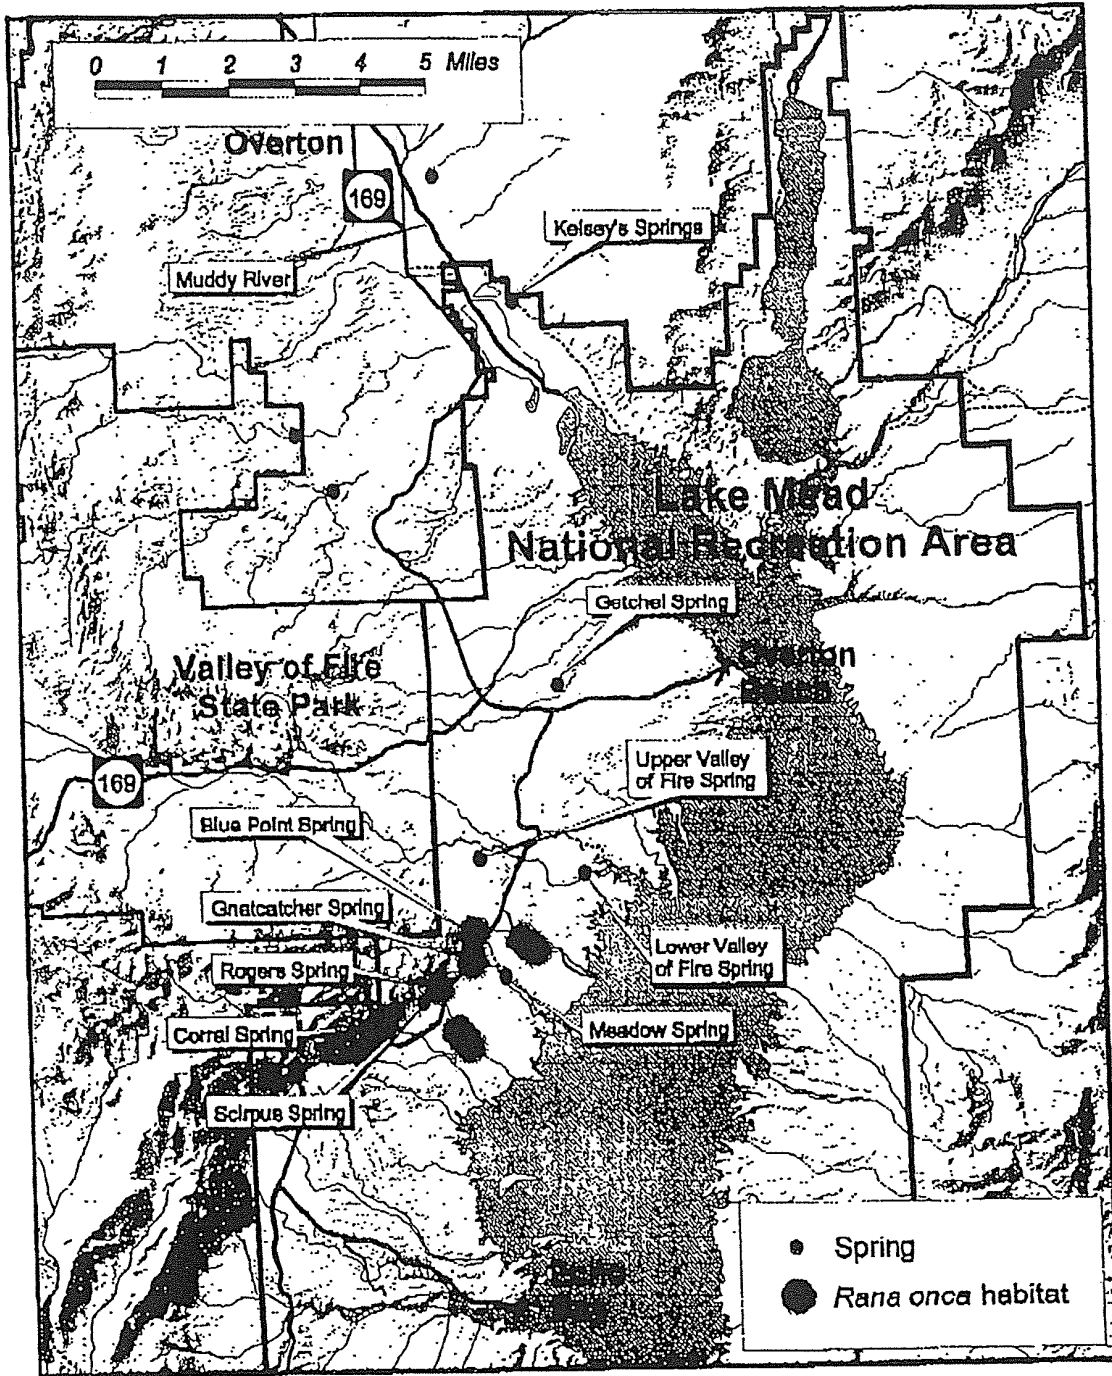 0 1 2 3 4 5 Miles
Overton
169
Kelsey's Springs
Muddy River
Lake Mead
National Recreation Area
Getchel Spring
Valley of Fire
State Park
Overton
Beach
Upper Valley
of Fire Spring
169
Blue Point Spring
Gnatcatcher Spring
Lower Valley
of Fire Spring
Rogers Spring
Meadow Spring
Corral Spring
Scirpus Spring
Spring
Rana onca habitat